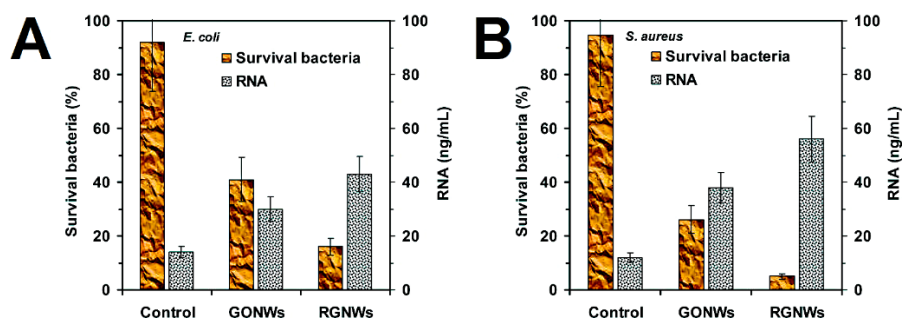 A
E. coli
Survival bacteria
RNA
Survival bacteria (%)
100
80
60
40
20
0
RNA (ng/mL)
100
80
60
40
20
0
Control GONWs RGNWs
B
S. aureus
Survival bacteria
RNA
Survival bacteria (%)
100
80
60
40
20
0
RNA (ng/mL)
100
80
60
40
20
0
Control GONWs RGNWs